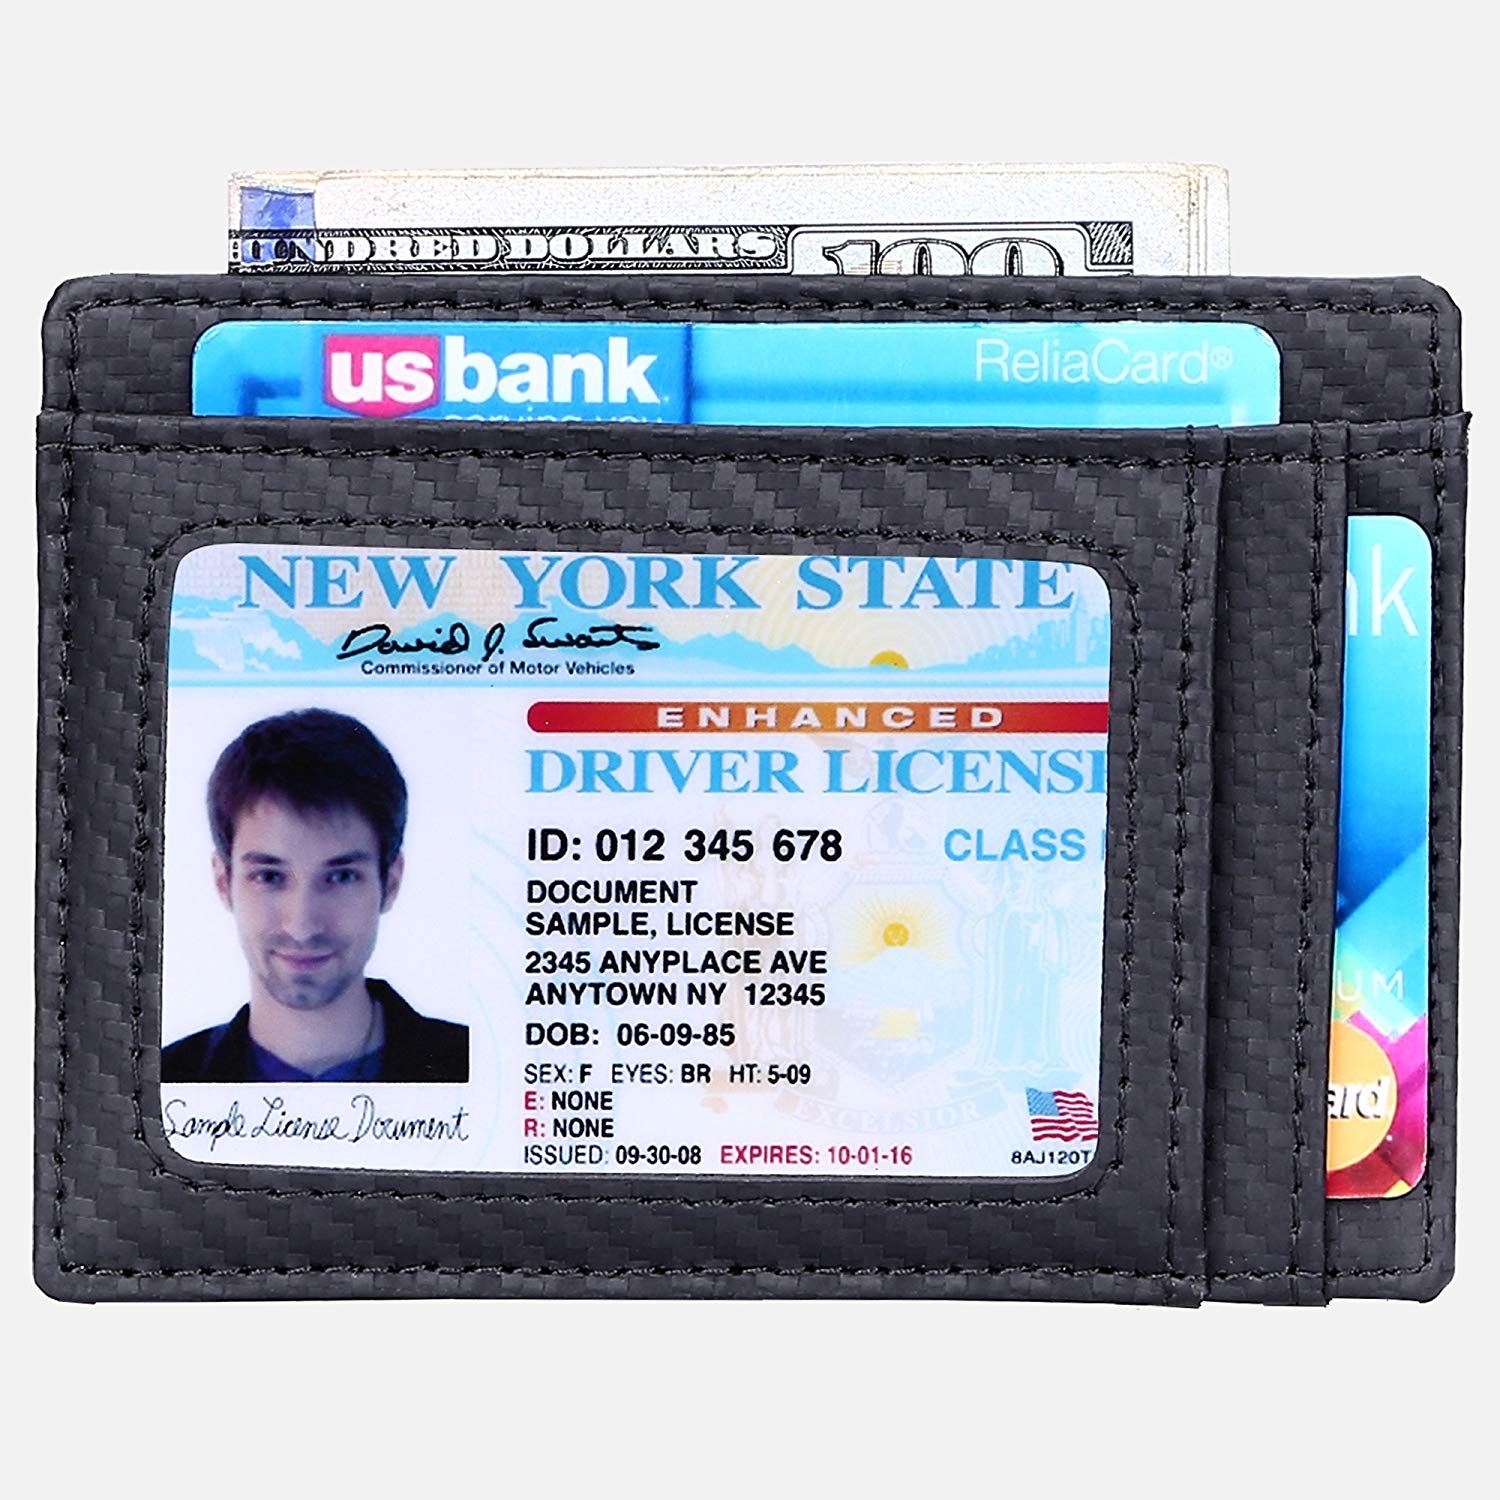 HUNDRED DOLLARS 100
usbank ReliaCard®
serving you
nk
NEW YORK STATE
David J. Swarts
Commissioner of Motor Vehicles
ENHANCED
DRIVER LICENSE
ID: 012 345 678 CLASS
DOCUMENT
SAMPLE, LICENSE
2345 ANYPLACE AVE
ANYTOWN NY 12345
UM
DOB: 06-09-85
SEX: F EYES: BR HT: 5-09
E: NONE
ard
R: NONE
EXCELSIOR
Sample License Document
ISSUED: 09-30-08 EXPIRES: 10-01-16
8AJ120T